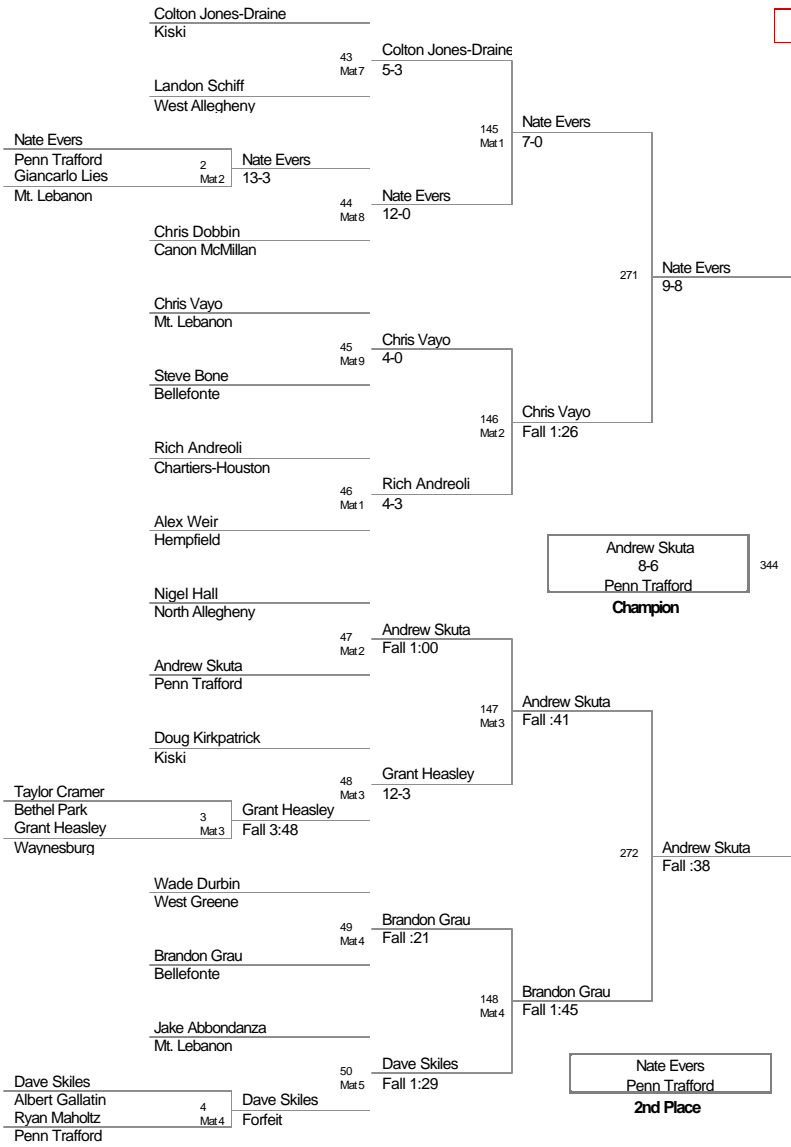 Colton Jones-Draine
Kiski
43
Mat 7
Colton Jones-Draine
5-3
Landon Schiff
West Allegheny
145
Mat 1
Nate Evers
7-0
Nate Evers
Penn Trafford
Giancarlo Lies
Mt. Lebanon
2
Mat 2
Nate Evers
13-3
44
Mat 8
Nate Evers
12-0
Chris Dobbin
Canon McMillan
271
Nate Evers
9-8
Chris Vayo
Mt. Lebanon
45
Mat 9
Chris Vayo
4-0
Steve Bone
Bellefonte
146
Mat 2
Chris Vayo
Fall 1:26
Rich Andreoli
Chartiers-Houston
46
Mat 1
Rich Andreoli
4-3
Alex Weir
Hempfield
Andrew Skuta
8-6
Penn Trafford
344
Champion
Nigel Hall
North Allegheny
47
Mat 2
Andrew Skuta
Fall 1:00
Andrew Skuta
Penn Trafford
147
Mat 3
Andrew Skuta
Fall :41
Doug Kirkpatrick
Kiski
48
Mat 3
Grant Heasley
12-3
Taylor Cramer
Bethel Park
Grant Heasley
Waynesburg
3
Mat 3
Grant Heasley
Fall 3:48
272
Andrew Skuta
Fall :38
Wade Durbin
West Greene
49
Mat 4
Brandon Grau
Fall :21
Brandon Grau
Bellefonte
148
Mat 4
Brandon Grau
Fall 1:45
Jake Abbondanza
Mt. Lebanon
50
Mat 5
Dave Skiles
Fall 1:29
Dave Skiles
Albert Gallatin
Ryan Maholtz
Penn Trafford
4
Mat 4
Dave Skiles
Forfeit
Nate Evers
Penn Trafford
2nd Place